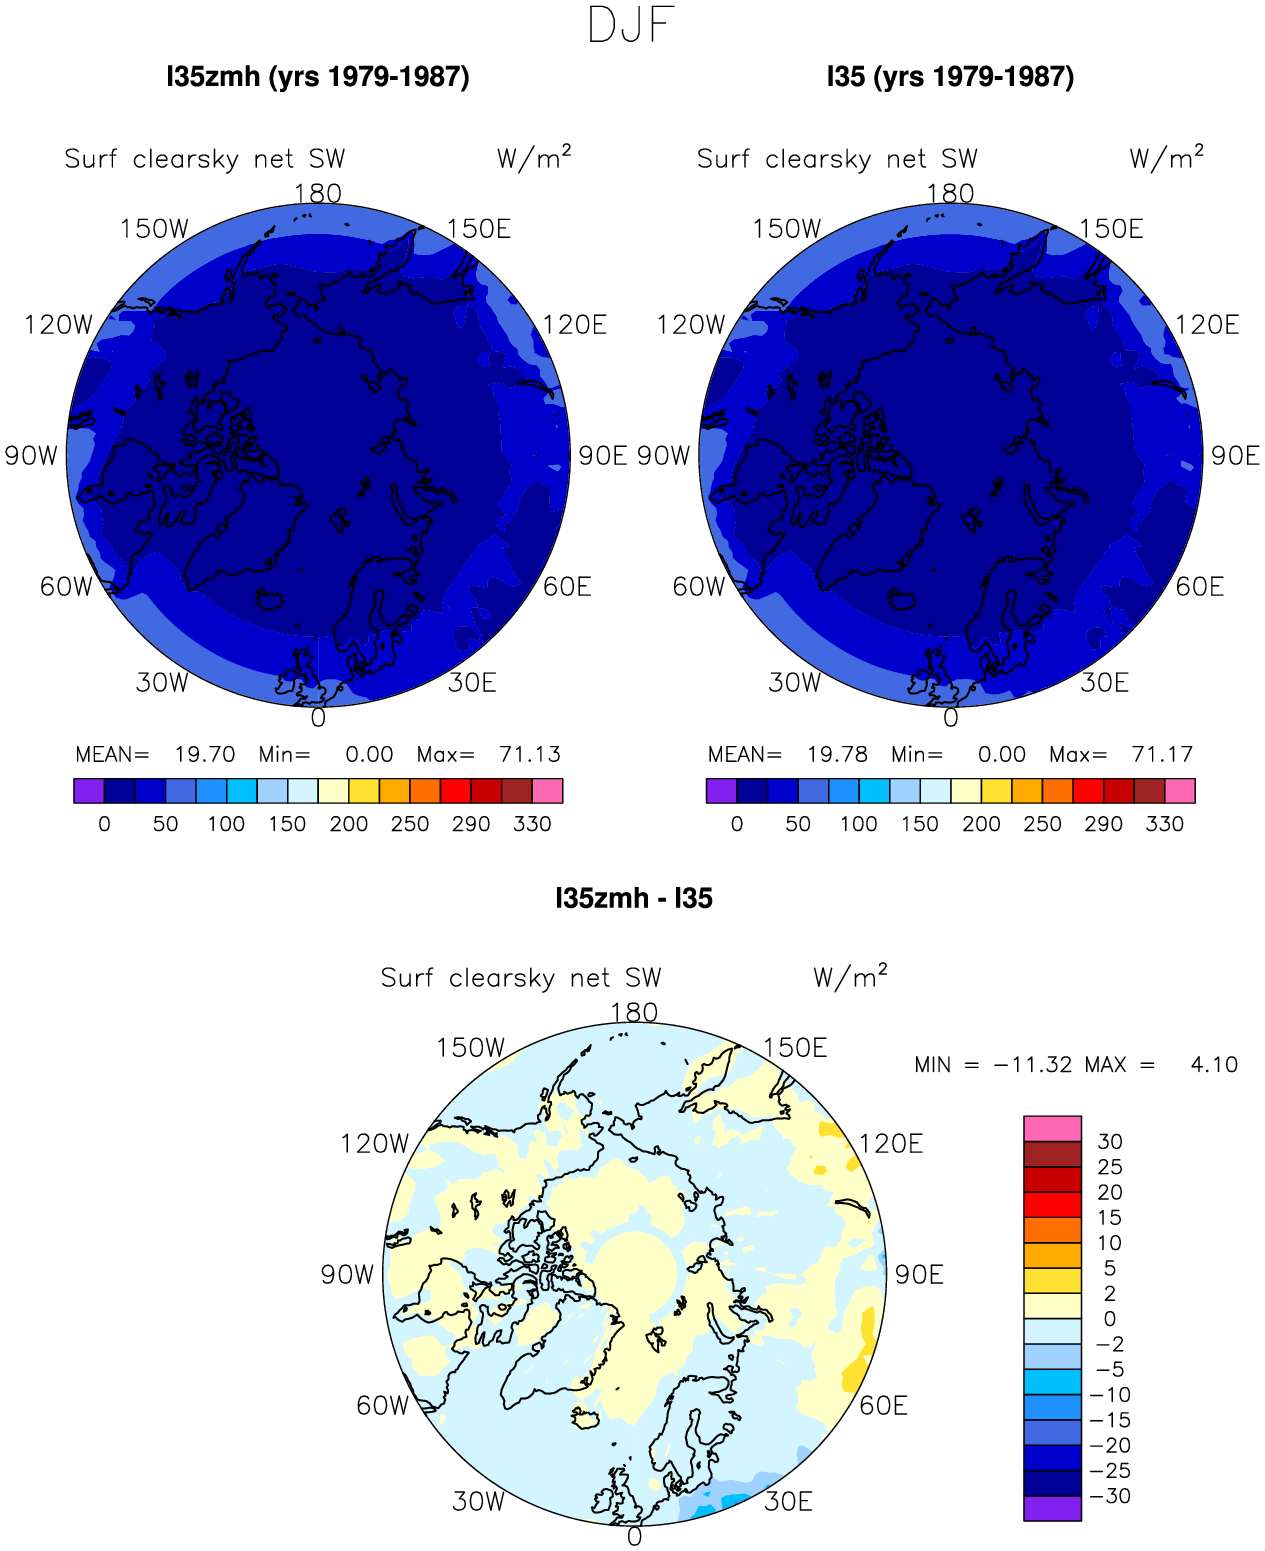 DJF
I35zmh (yrs 1979-1987)
I35 (yrs 1979-1987)
Surf clearsky net SW W/m²
180
150W 150E
120W 120E
90W 90E
60W 60E
30W 30E
0
MEAN= 19.70 Min= 0.00 Max= 71.13
0 50 100 150 200 250 290 330
Surf clearsky net SW W/m²
180
150W 150E
120W 120E
90W 90E
60W 60E
30W 30E
0
MEAN= 19.78 Min= 0.00 Max= 71.17
0 50 100 150 200 250 290 330
I35zmh - I35
Surf clearsky net SW W/m²
180
150W 150E
120W 120E
90W 90E
60W 60E
30W 30E
0
MIN = −11.32 MAX = 4.10
30
25
20
15
10
5
2
0
−2
−5
−10
−15
−20
−25
−30